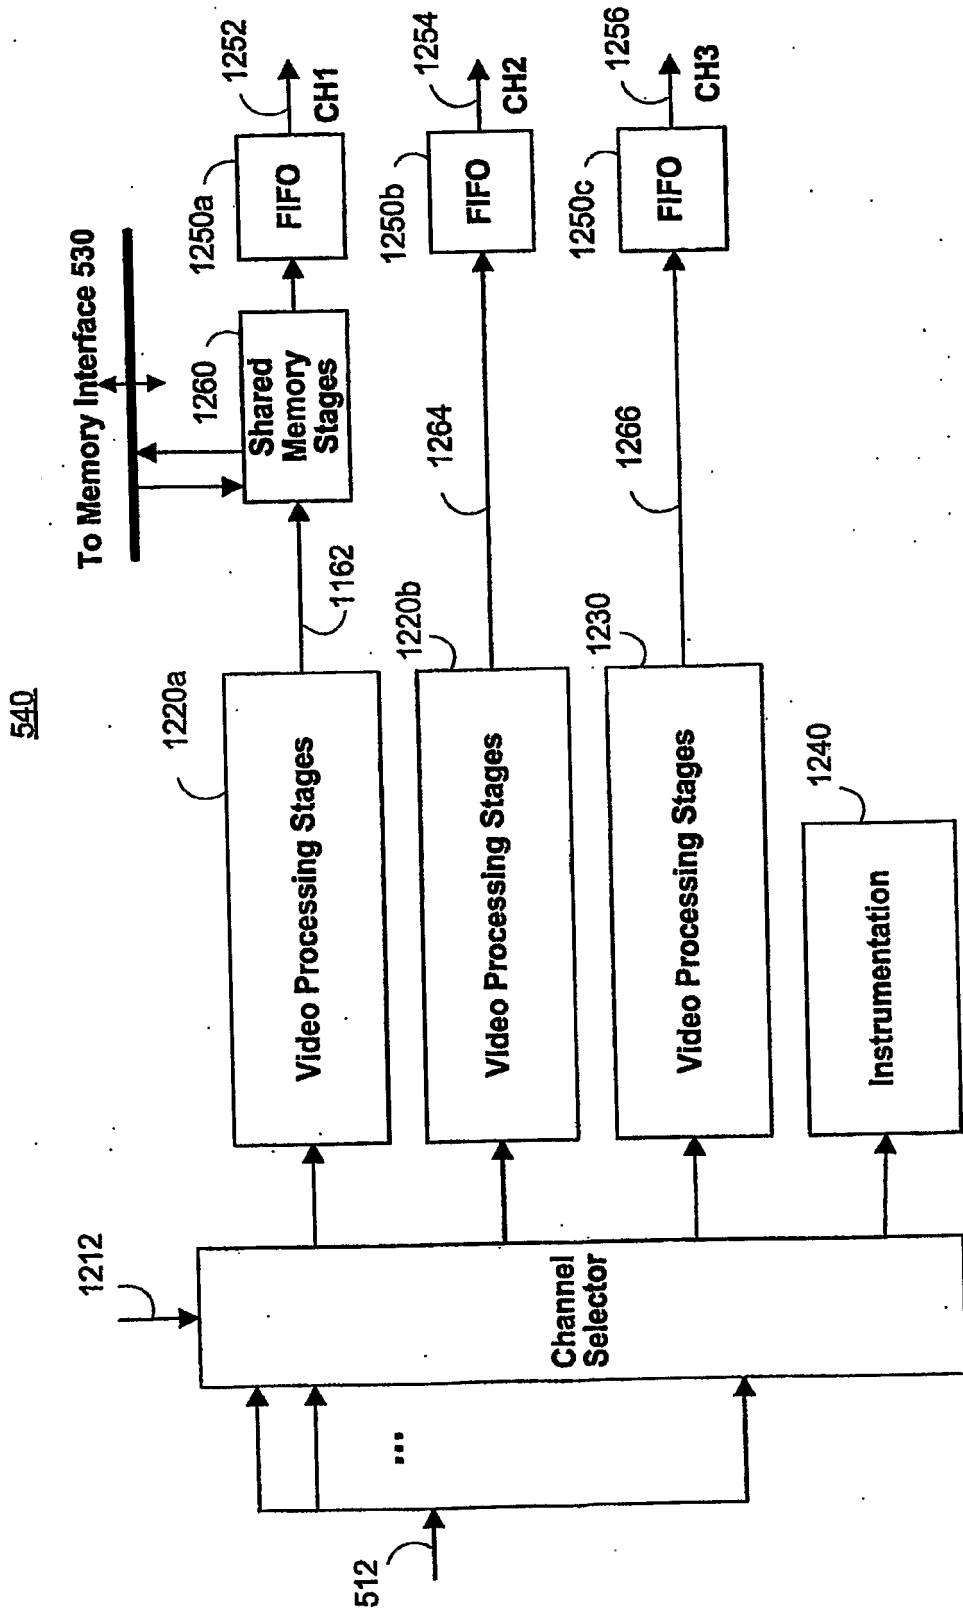 540
To Memory Interface 530
1212
512
...
Channel
Selector
1220a
Video Processing Stages
1162
1260
Shared
Memory
Stages
1250a
FIFO
1252
CH1
1220b
Video Processing Stages
1264
1250b
FIFO
1254
CH2
1230
Video Processing Stages
1266
1250c
FIFO
1256
CH3
1240
Instrumentation